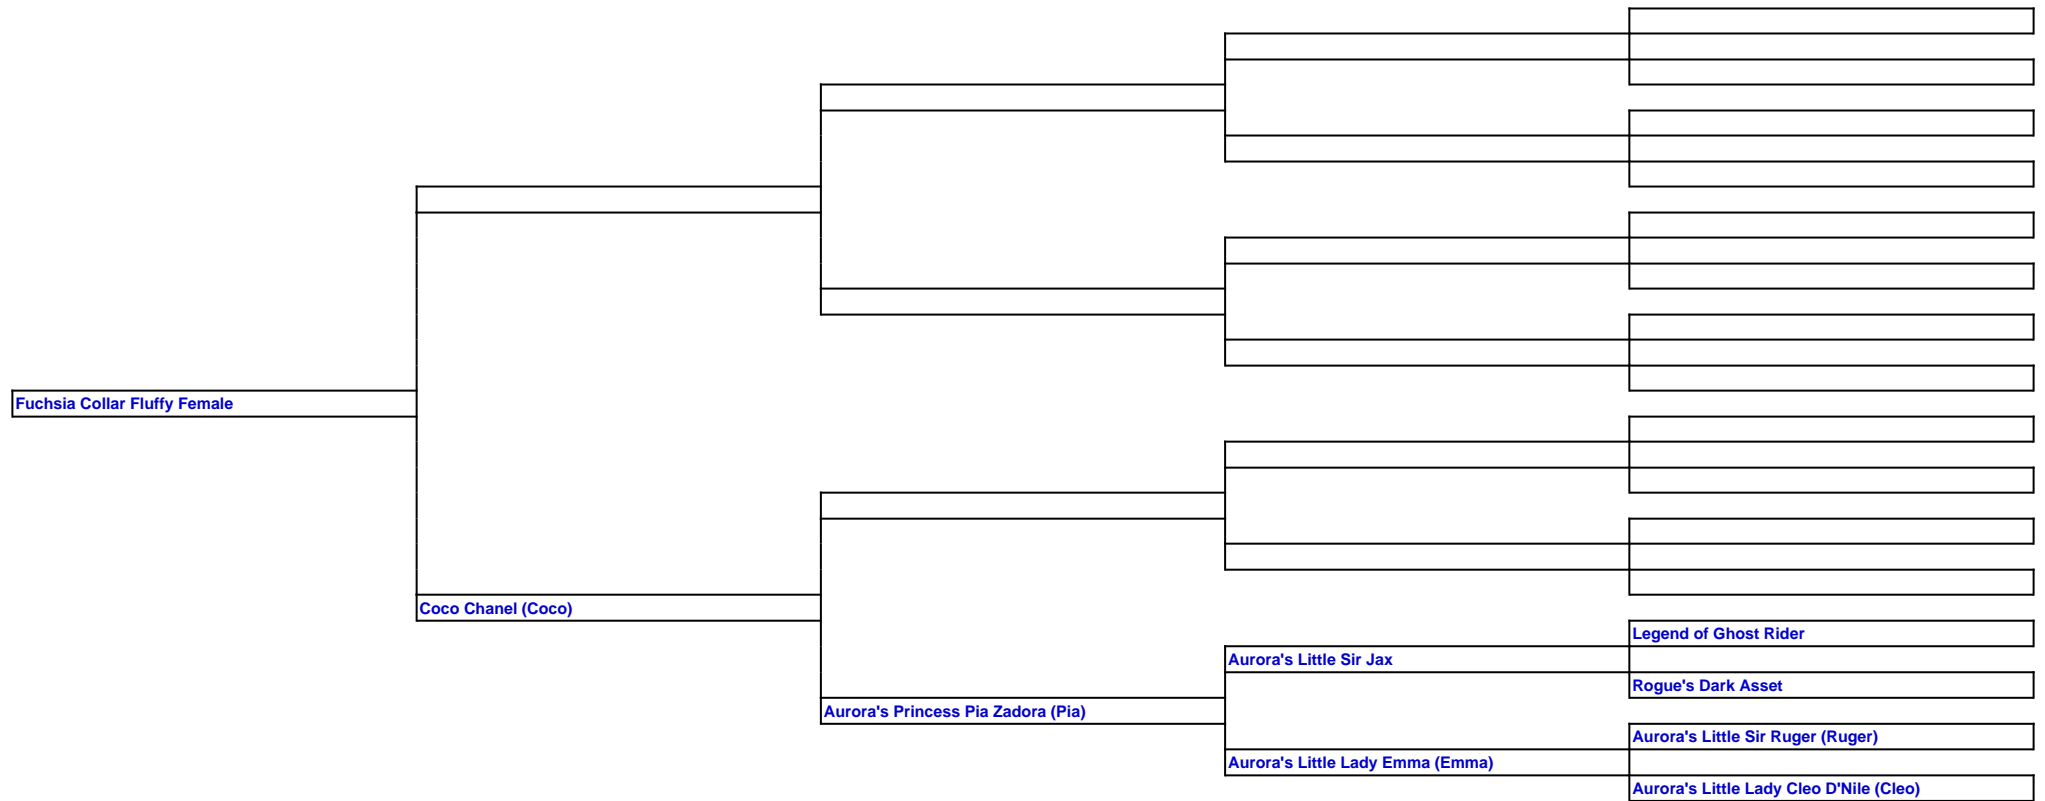 Fuchsia Collar Fluffy Female
Coco Chanel (Coco)
Legend of Ghost Rider
Aurora's Little Sir Jax
Rogue's Dark Asset
Aurora's Princess Pia Zadora (Pia)
Aurora's Little Sir Ruger (Ruger)
Aurora's Little Lady Emma (Emma)
Aurora's Little Lady Cleo D'Nile (Cleo)